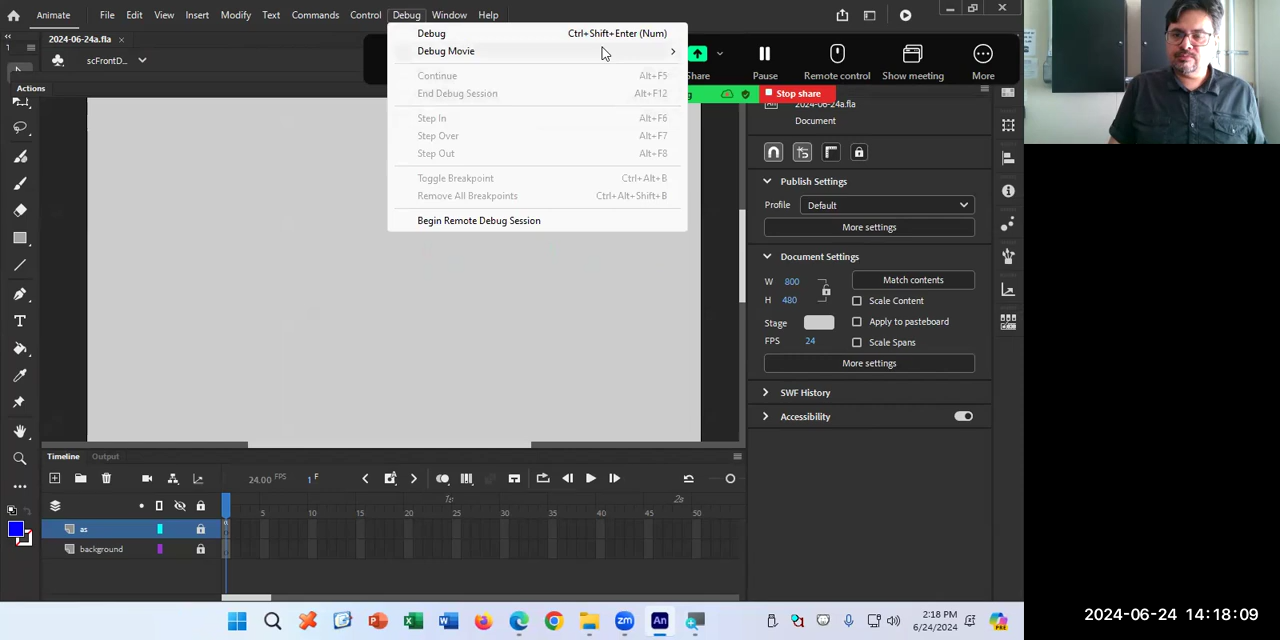 Animate File Edit View Insert Modify Text Commands Control Debug Window Help
2024-06-24a.fla ×
scFrontD...
Actions
Debug Ctrl+Shift+Enter (Num)
Debug Movie
Continue Alt+F5
End Debug Session Alt+F12
Step In Alt+F6
Step Over Alt+F7
Step Out Alt+F8
Toggle Breakpoint Ctrl+Alt+B
Remove All Breakpoints Ctrl+Alt+Shift+B
Begin Remote Debug Session
Share Pause Remote control Show meeting More
Stop share
An 2024-06-24a.fla
Document
Publish Settings
Profile Default
More settings
Document Settings
W 800 Match contents
H 480 Scale Content
Stage Apply to pasteboard
FPS 24 Scale Spans
More settings
SWF History
Accessibility
Timeline Output
24.00 FPS 1 F
1s 2s
5 10 15 20 25 30 35 40 45 50
as
background
2:18 PM
6/24/2024
2024-06-24 14:18:09